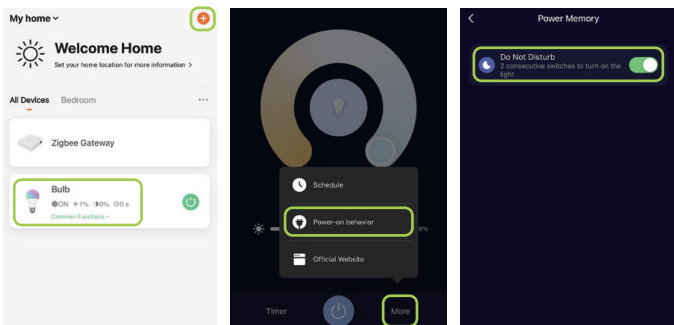 My home
Welcome Home
Set your home location for more information >
All Devices Bedroom
Zigbee Gateway
Bulb
ON 1% 0% 0 s
Common Functions
Schedule
Power-on behavior
Official Website
Timer
More
Power Memory
Do Not Disturb
2 consecutive switches to turn on the
light